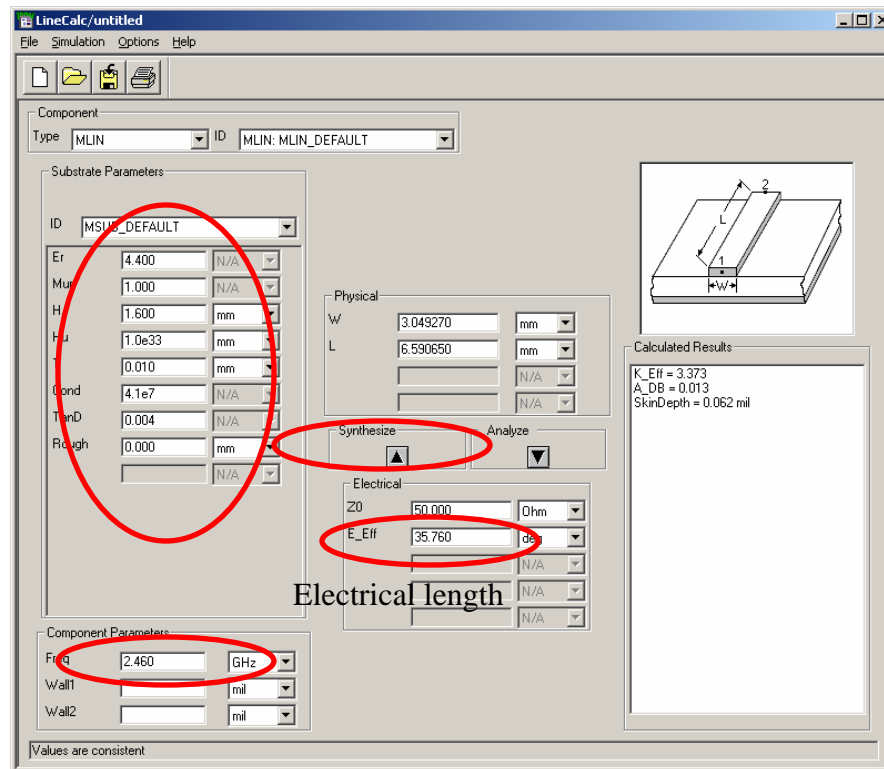 LineCalc/untitled
File Simulation Options Help
Component
Type MLIN ID MLIN: MLIN_DEFAULT
Substrate Parameters
ID MSUB_DEFAULT
Er 4.400 N/A
Mur 1.000 N/A
H 1.600 mm
Hu 1.0e33 mm
T 0.010 mm
Cond 4.1e7 N/A
TanD 0.004 N/A
Rough 0.000 mm
N/A
Physical
W 3.049270 mm
L 6.590650 mm
N/A
N/A
Synthesize Analyze
Electrical
Z0 50.000 Ohm
E_Eff 35.760 deg
N/A
N/A
N/A
Electrical length
Component Parameters
Freq 2.460 GHz
Wall1 mil
Wall2 mil
2
L
1
W
Calculated Results
K_Eff = 3.373
A_DB = 0.013
SkinDepth = 0.062 mil
Values are consistent